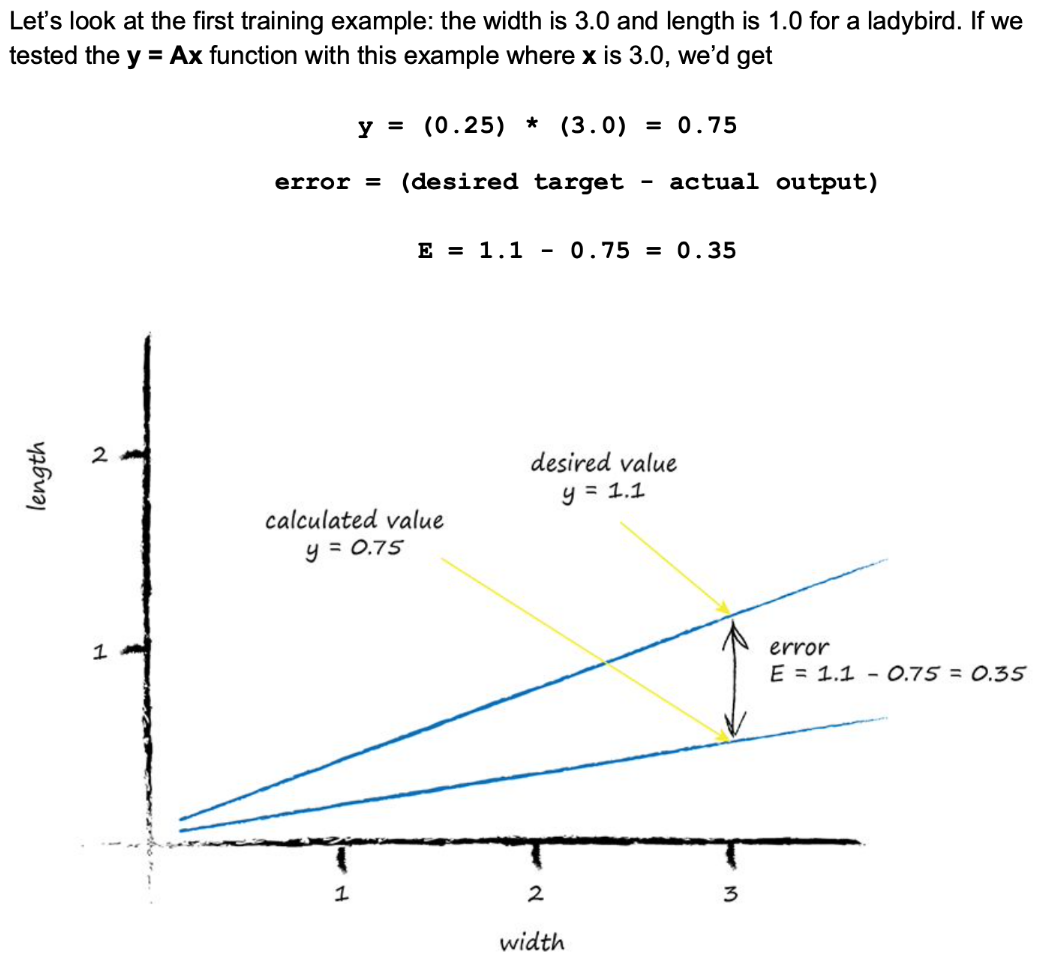 Let’s look at the first training example: the width is 3.0 and length is 1.0 for a ladybird. If we
tested the y = Ax function with this example where x is 3.0, we’d get
y = (0.25) * (3.0) = 0.75
error = (desired target - actual output)
E = 1.1 - 0.75 = 0.35
length
2
desired value
y = 1.1
calculated value
y = 0.75
1
error
E = 1.1 - 0.75 = 0.35
1
2
3
width